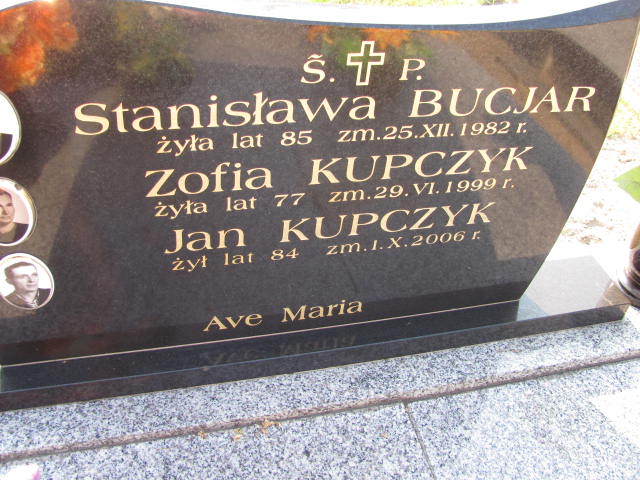 Ś. P.
Stanisława BUCJAR
żyła lat 85 zm. 25. XII. 1982 r.
Zofia KUPCZYK
żyła lat 77 zm. 29. VI. 1999 r.
Jan KUPCZYK
żył lat 84 zm. 1. X. 2006 r.
Ave Maria